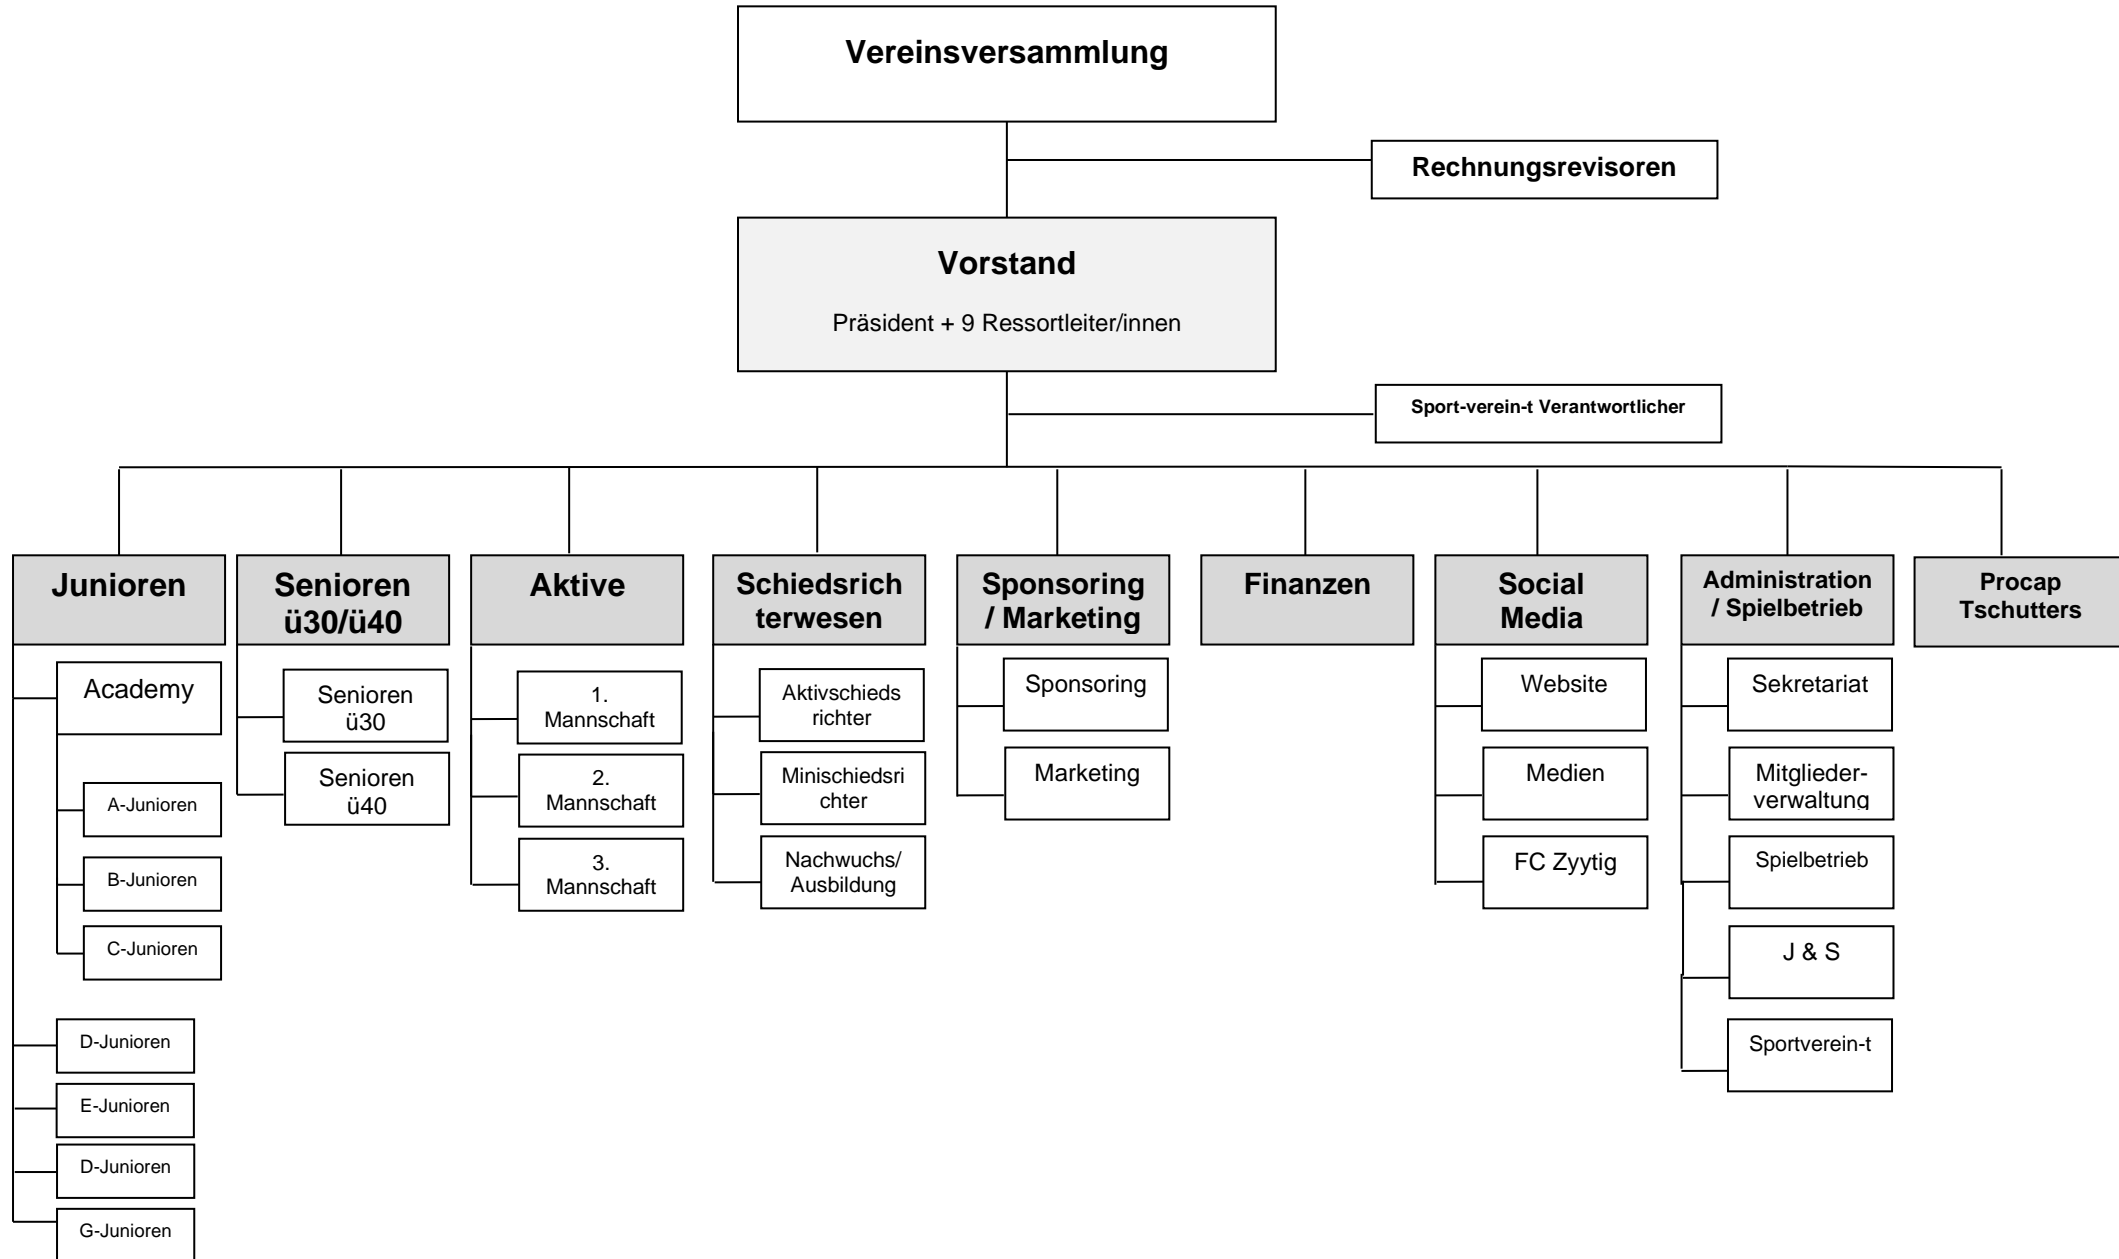 Vereinsversammlung
Rechnungsrevisoren
Vorstand
Präsident + 9 Ressortleiter/innen
Sport-verein-t Verantwortlicher
Junioren
Senioren
ü30/ü40
Aktive
Schiedsrich
terwesen
Sponsoring
/ Marketing
Finanzen
Social
Media
Administration
/ Spielbetrieb
Procap
Tschutters
Academy
A-Junioren
B-Junioren
C-Junioren
D-Junioren
E-Junioren
D-Junioren
G-Junioren
Senioren
ü30
Senioren
ü40
1.
Mannschaft
2.
Mannschaft
3.
Mannschaft
Aktivschieds
richter
Minischiedsri
chter
Nachwuchs/
Ausbildung
Sponsoring
Marketing
Website
Medien
FC Zyytig
Sekretariat
Mitglieder-
verwaltung
Spielbetrieb
J & S
Sportverein-t